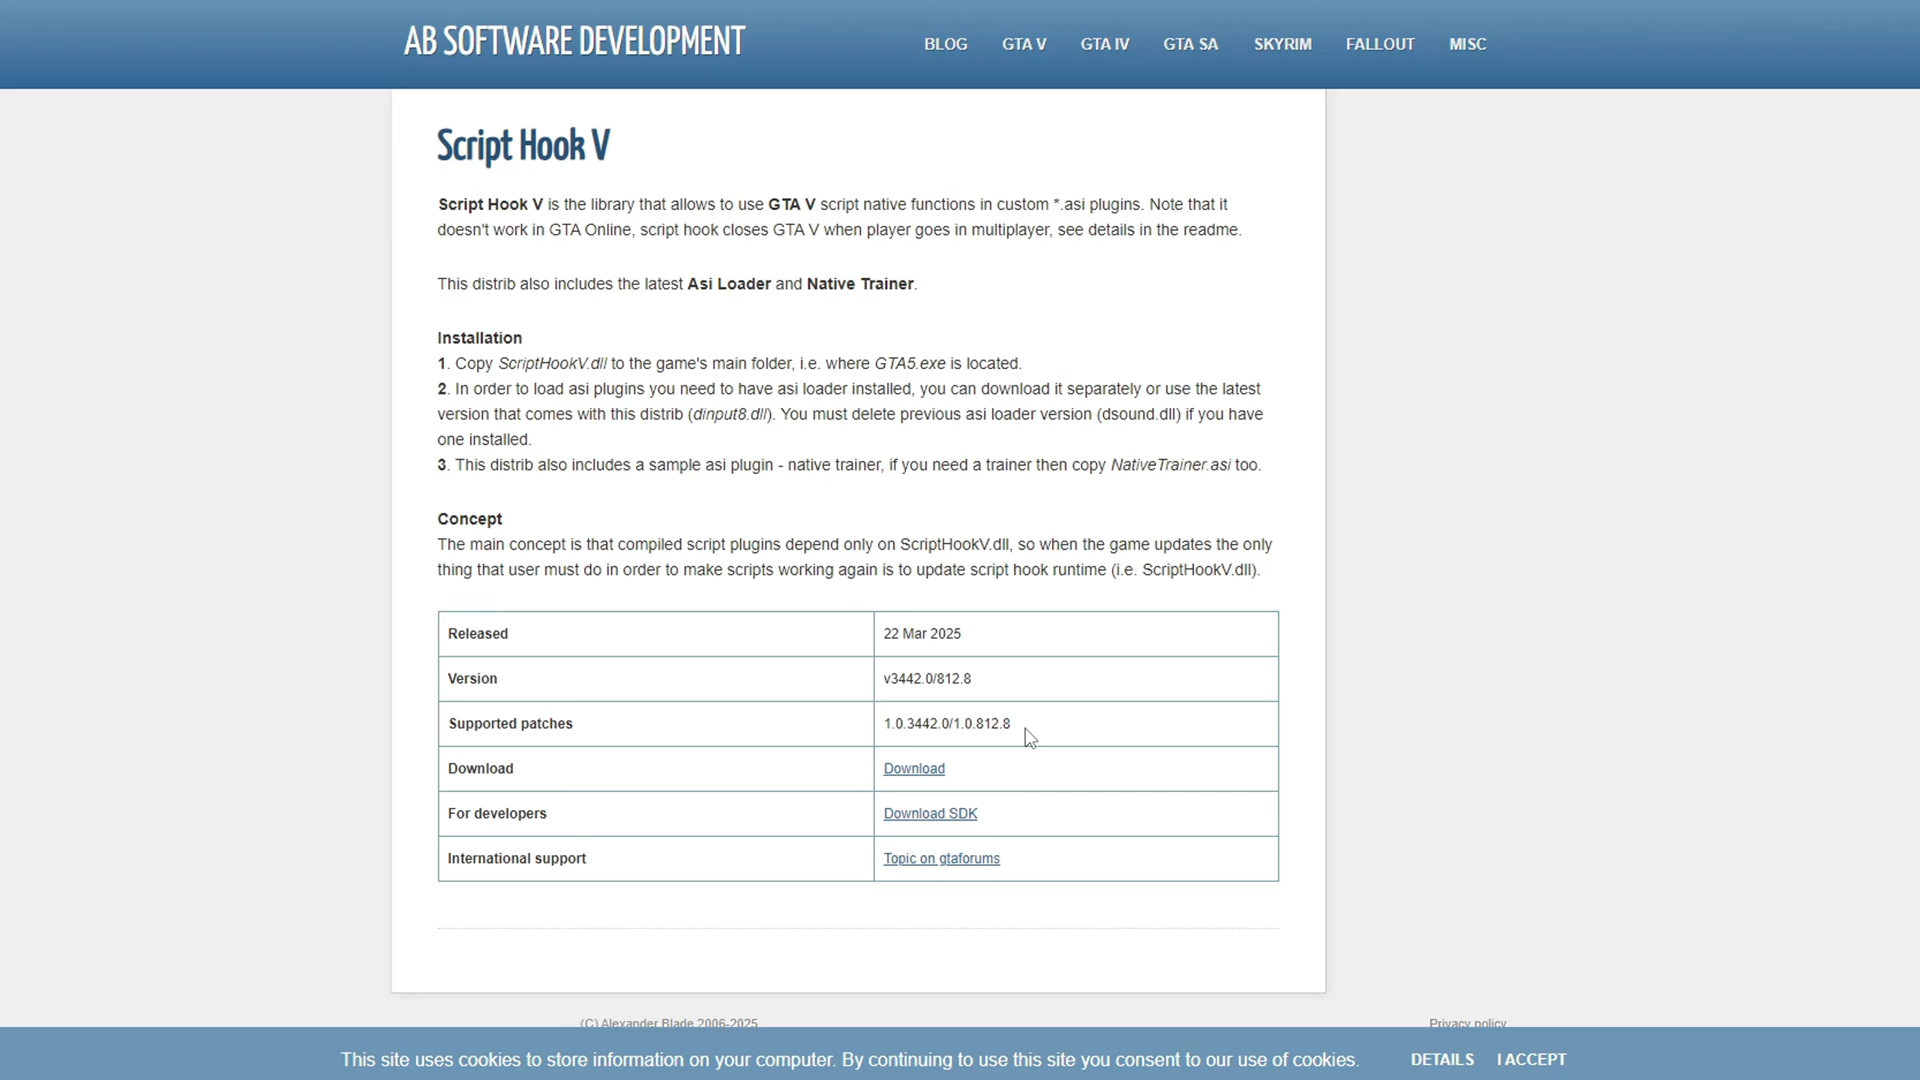 AB SOFTWARE DEVELOPMENT
BLOG GTA V GTA IV GTA SA SKYRIM FALLOUT MISC
Script Hook V
Script Hook V is the library that allows to use GTA V script native functions in custom *.asi plugins. Note that it
doesn't work in GTA Online, script hook closes GTA V when player goes in multiplayer, see details in the readme.
This distrib also includes the latest Asi Loader and Native Trainer.
Installation
1. Copy ScriptHookV.dll to the game's main folder, i.e. where GTA5.exe is located.
2. In order to load asi plugins you need to have asi loader installed, you can download it separately or use the latest
version that comes with this distrib (dinput8.dll). You must delete previous asi loader version (dsound.dll) if you have
one installed.
3. This distrib also includes a sample asi plugin - native trainer, if you need a trainer then copy NativeTrainer.asi too.
Concept
The main concept is that compiled script plugins depend only on ScriptHookV.dll, so when the game updates the only
thing that user must do in order to make scripts working again is to update script hook runtime (i.e. ScriptHookV.dll).
Released 22 Mar 2025
Version v3442.0/812.8
Supported patches 1.0.3442.0/1.0.812.8
Download Download
For developers Download SDK
International support Topic on gtaforums
(C) Alexander Blade 2006-2025 Privacy policy
This site uses cookies to store information on your computer. By continuing to use this site you consent to our use of cookies. DETAILS I ACCEPT